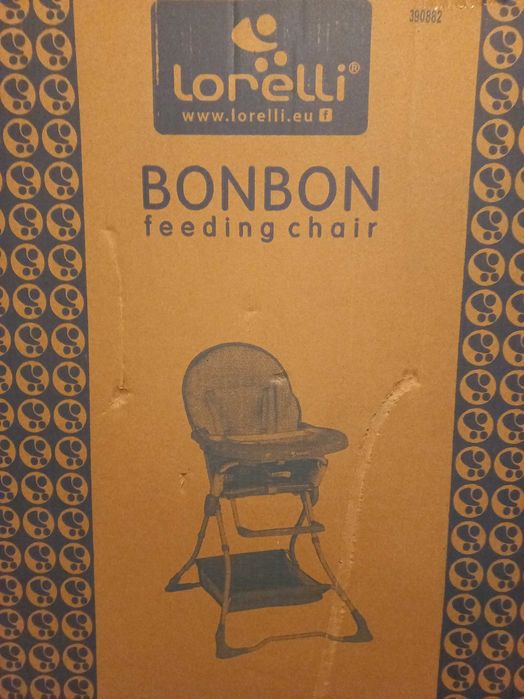 390882
Lorelli®
www.lorelli.eu f
BONBON
feeding chair